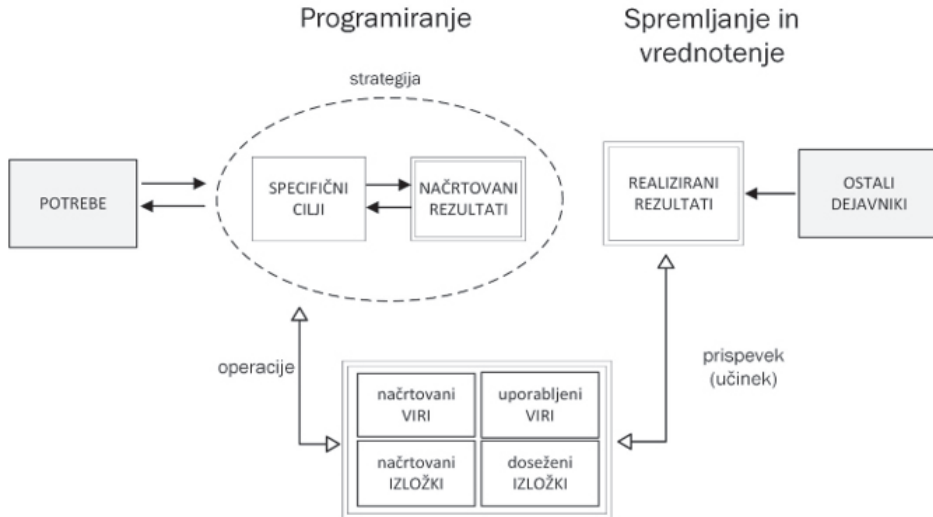 Programiranje
Spremljanje in
vrednotenje
strategija
POTREBE
SPECIFIČNI
CILJI
NAČRTOVANI
REZULTATI
REALIZIRANI
REZULTATI
OSTALI
DEJAVNIKI
operacije
prispevek
(učinek)
načrtovani
VIRI
uporabljeni
VIRI
načrtovani
IZLOŽKI
doseženi
IZLOŽKI